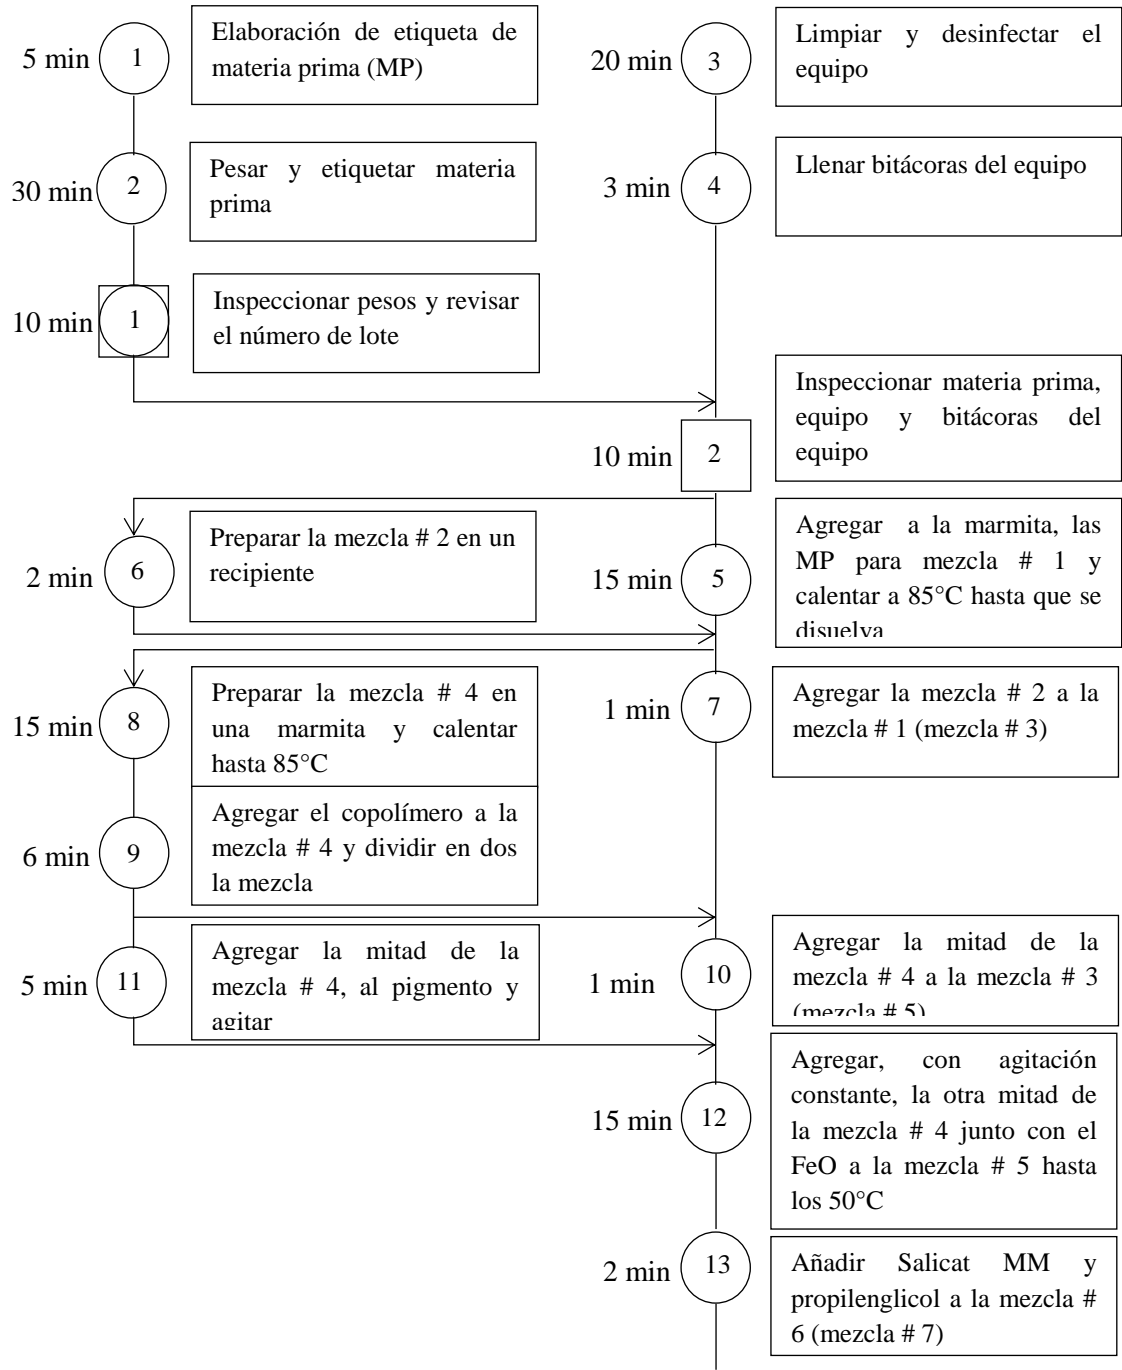 5 min
1
Elaboración de etiqueta de
materia prima (MP)
20 min
3
Limpiar y desinfectar el
equipo
30 min
2
Pesar y etiquetar materia
prima
3 min
4
Llenar bitácoras del equipo
10 min
1
Inspeccionar pesos y revisar
el número de lote
10 min
2
Inspeccionar materia prima,
equipo y bitácoras del
equipo
2 min
6
Preparar la mezcla # 2 en un
recipiente
15 min
5
Agregar a la marmita, las
MP para mezcla # 1 y
calentar a 85°C hasta que se
disuelva
15 min
8
Preparar la mezcla # 4 en
una marmita y calentar
hasta 85°C
1 min
7
Agregar la mezcla # 2 a la
mezcla # 1 (mezcla # 3)
6 min
9
Agregar el copolímero a la
mezcla # 4 y dividir en dos
la mezcla
5 min
11
Agregar la mitad de la
mezcla # 4, al pigmento y
agitar
1 min
10
Agregar la mitad de la
mezcla # 4 a la mezcla # 3
(mezcla # 5)
15 min
12
Agregar, con agitación
constante, la otra mitad de
la mezcla # 4 junto con el
FeO a la mezcla # 5 hasta
los 50°C
2 min
13
Añadir Salicat MM y
propilenglicol a la mezcla #
6 (mezcla # 7)